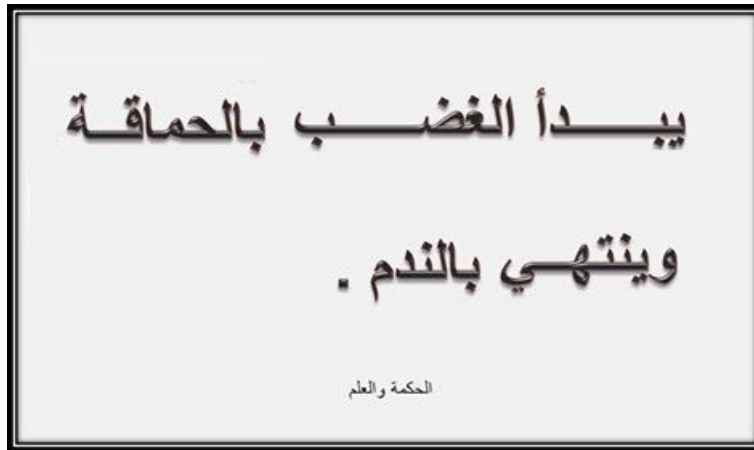 يبدأ الغضب بالحماقة
وينتهي بالندم .
الحكمة والعلم